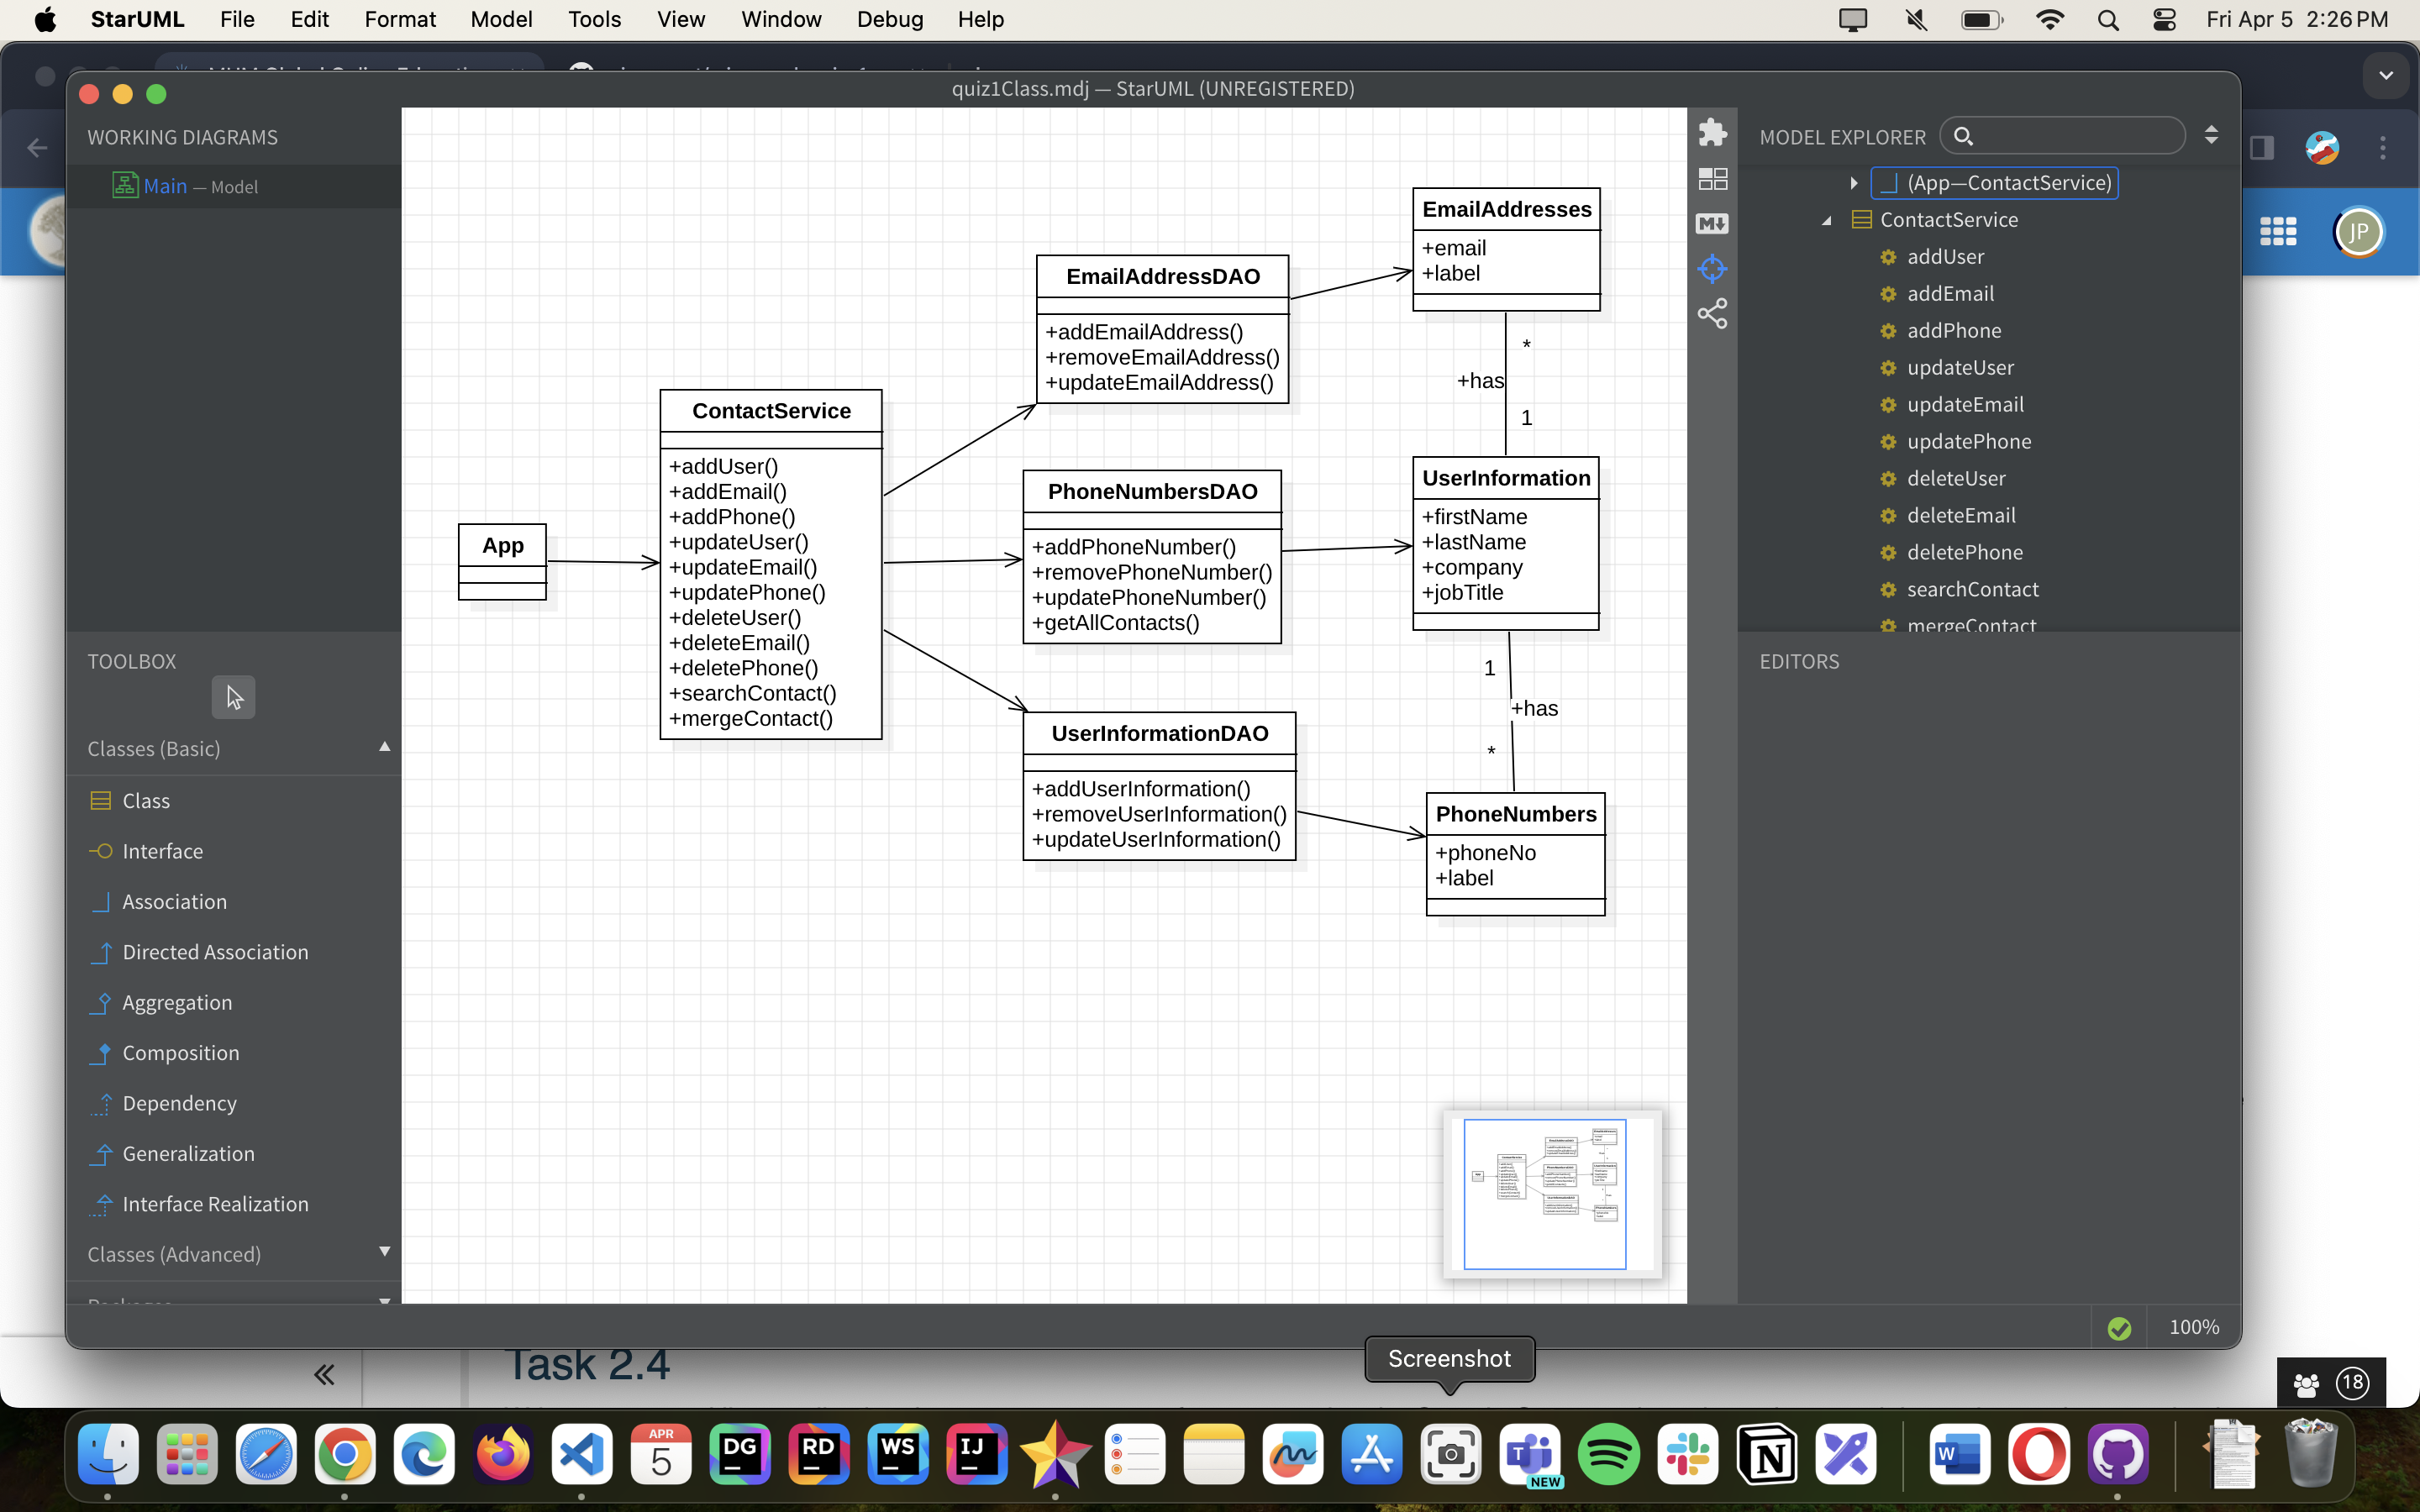 StarUML File Edit Format Model Tools View Window Debug Help Fri Apr 5 2:26 PM
quiz1Class.mdj — StarUML (UNREGISTERED)
WORKING DIAGRAMS
Main — Model
TOOLBOX
Classes (Basic)
Class
Interface
Association
Directed Association
Aggregation
Composition
Dependency
Generalization
Interface Realization
Classes (Advanced)
App
ContactService
+addUser()
+addEmail()
+addPhone()
+updateUser()
+updateEmail()
+updatePhone()
+deleteUser()
+deleteEmail()
+deletePhone()
+searchContact()
+mergeContact()
EmailAddressDAO
+addEmailAddress()
+removeEmailAddress()
+updateEmailAddress()
PhoneNumbersDAO
+addPhoneNumber()
+removePhoneNumber()
+updatePhoneNumber()
+getAllContacts()
UserInformationDAO
+addUserInformation()
+removeUserInformation()
+updateUserInformation()
EmailAddresses
+email
+label
*
+has
1
UserInformation
+firstName
+lastName
+company
+jobTitle
1
+has
*
PhoneNumbers
+phoneNo
+label
MODEL EXPLORER
(App—ContactService)
ContactService
addUser
addEmail
addPhone
updateUser
updateEmail
updatePhone
deleteUser
deleteEmail
deletePhone
searchContact
mergeContact
EDITORS
JP
100%
Task 2.4
Screenshot
18
APR
5
DG
RD
WS
IJ
NEW